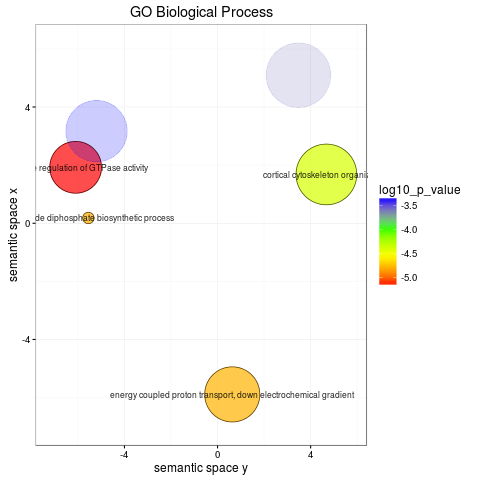 GO Biological Process
4
regulation of GTPase activity
cortical cytoskeleton organi
de diphosphate biosynthetic process
0
-4
energy coupled proton transport, down electrochemical gradient
-4
0
4
semantic space y
semantic space x
log10_p_value
-3.5
-4.0
-4.5
-5.0